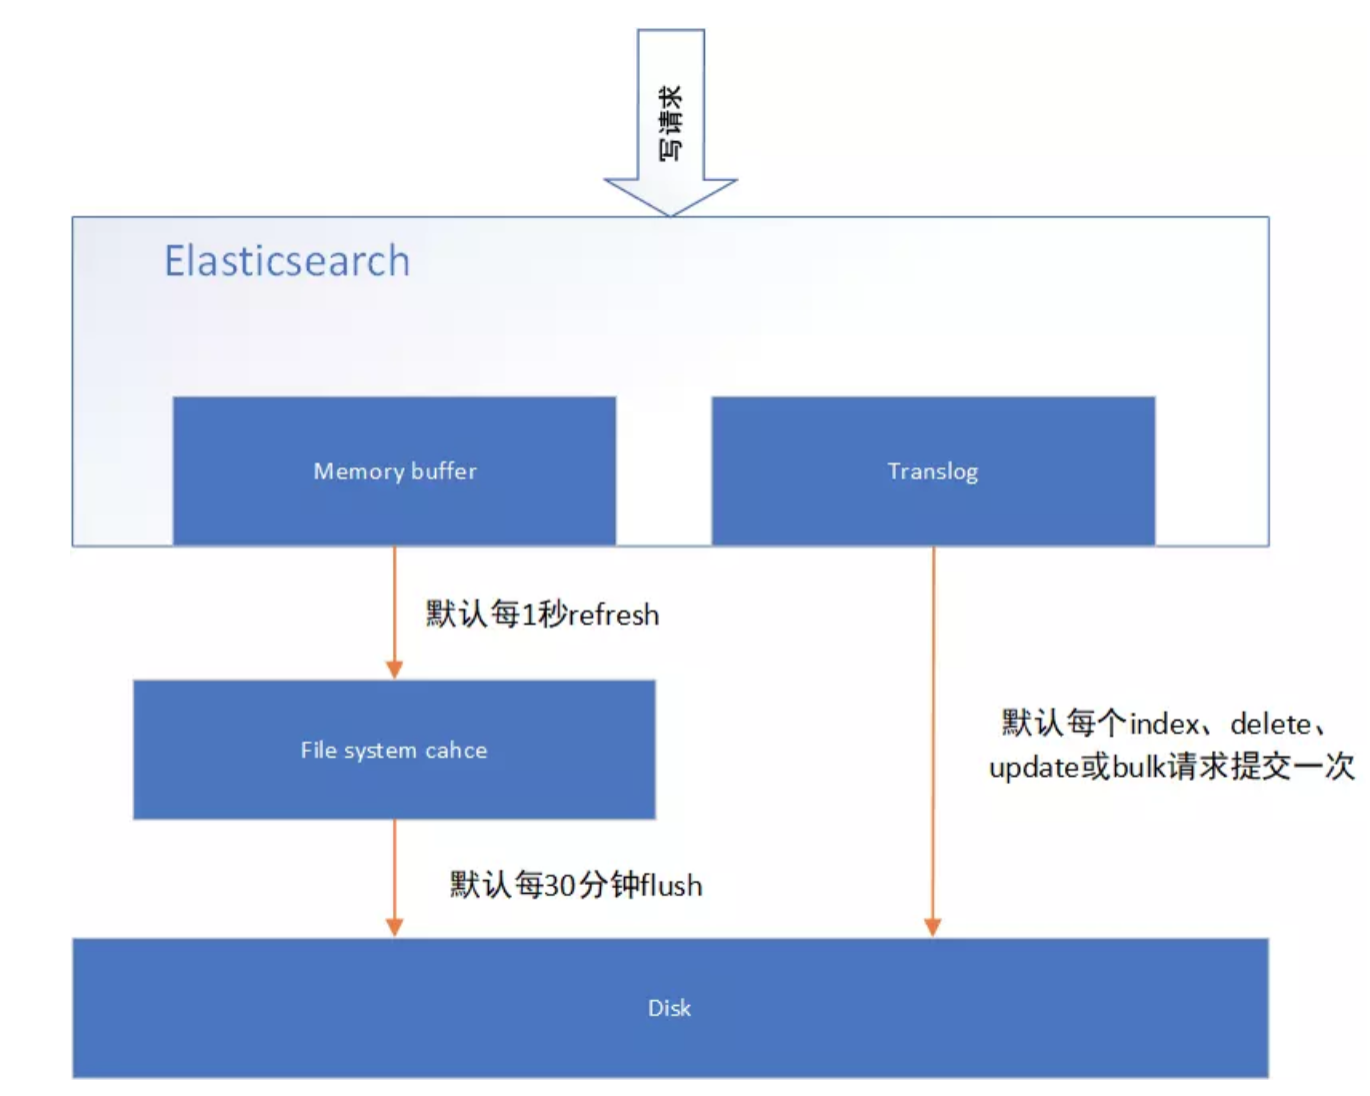 写请求
Elasticsearch
Memory buffer
Translog
默认每1秒refresh
File system cahce
默认每个index、delete、
update或bulk请求提交一次
默认每30分钟flush
Disk